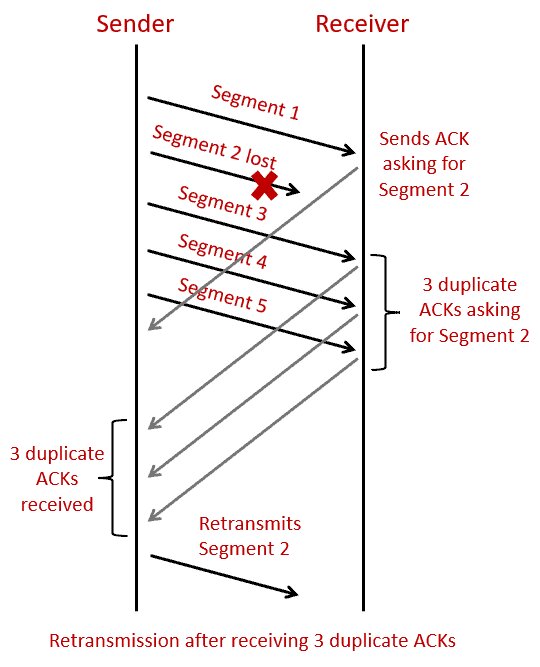 Sender
Receiver
Segment 1
Segment 2 lost
Sends ACK
asking for
Segment 2
Segment 3
Segment 4
Segment 5
3 duplicate
ACKs asking
for Segment 2
3 duplicate
ACKs
received
Retransmits
Segment 2
Retransmission after receiving 3 duplicate ACKs